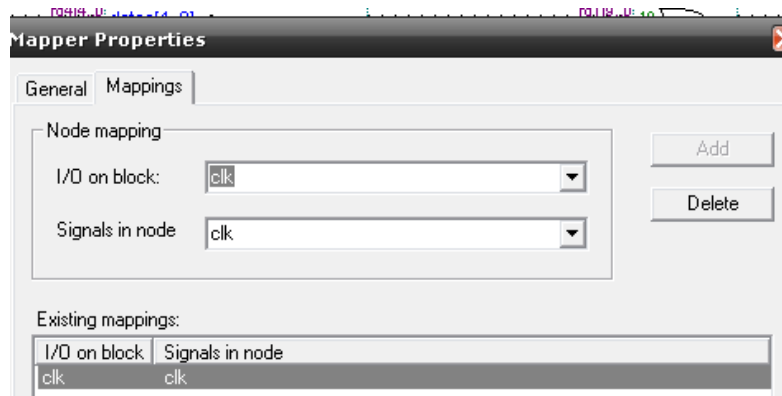 Mapper Properties
General Mappings
Node mapping
I/O on block: clk
Signals in node clk
Add
Delete
Existing mappings:
I/O on block Signals in node
clk clk